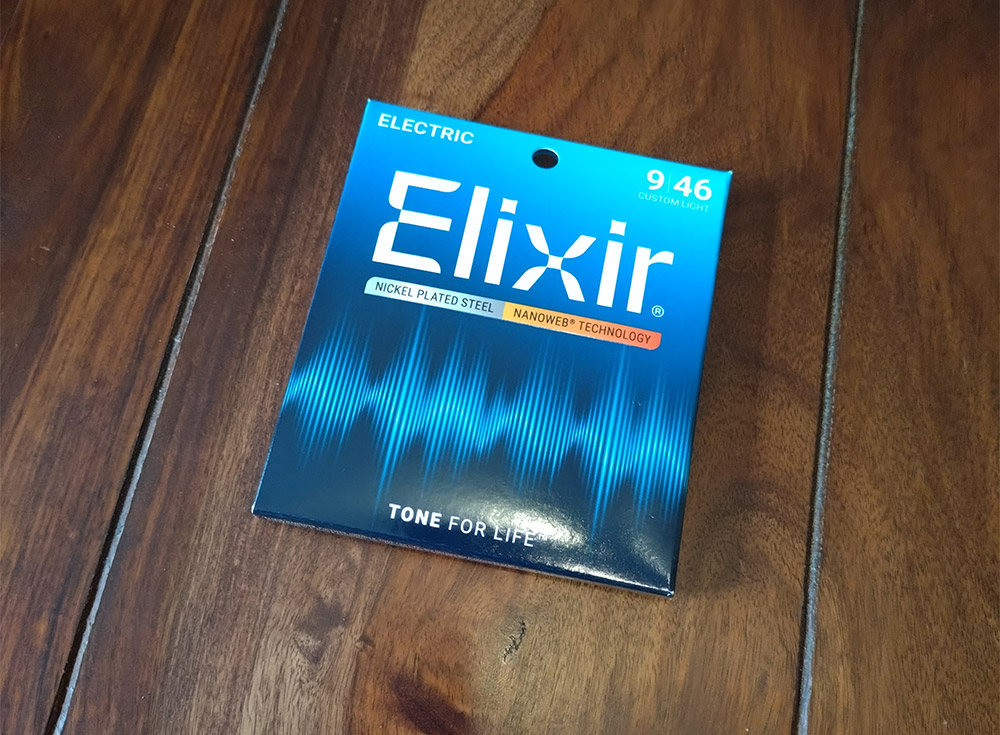 ELECTRIC
9|46
CUSTOM LIGHT
Elixir®
NICKEL PLATED STEEL NANOWEB® TECHNOLOGY
TONE FOR LIFE